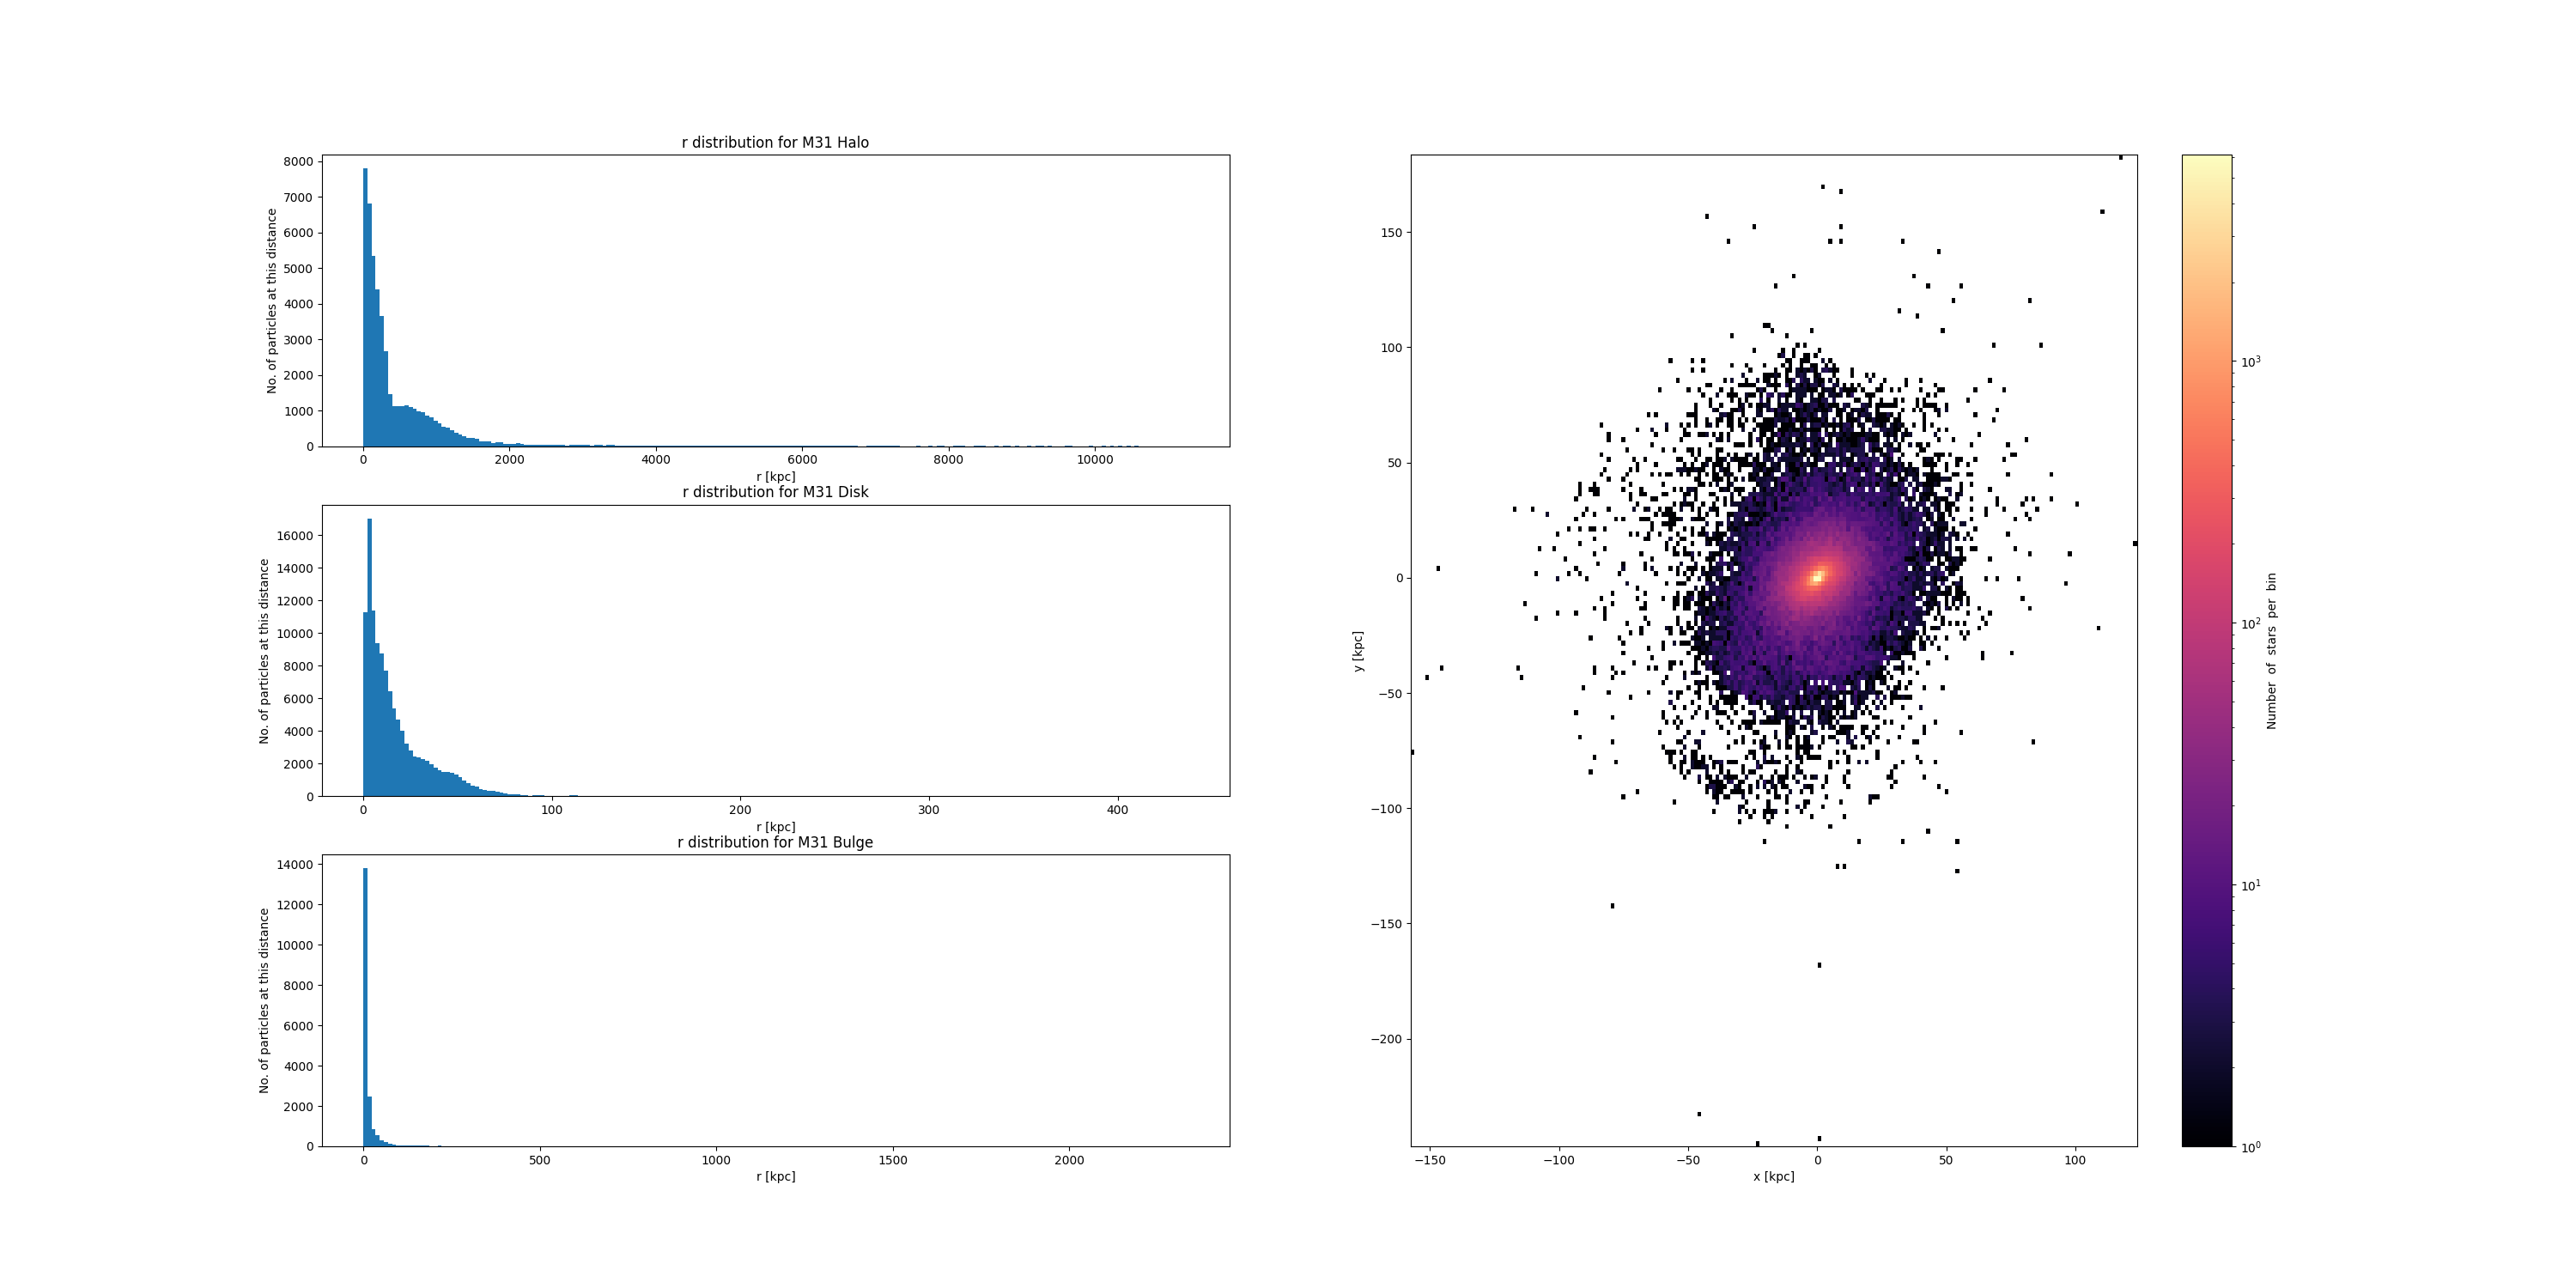 r distribution for M31 Halo
No. of particles at this distance
8000
7000
6000
5000
4000
3000
2000
1000
0
0 2000 4000 6000 8000 10000
r [kpc]
r distribution for M31 Disk
No. of particles at this distance
16000
14000
12000
10000
8000
6000
4000
2000
0
0 100 200 300 400
r [kpc]
r distribution for M31 Bulge
No. of particles at this distance
14000
12000
10000
8000
6000
4000
2000
0
0 500 1000 1500 2000
r [kpc]
y [kpc]
150
100
50
0
−50
−100
−150
−200
−150 −100 −50 0 50 100
x [kpc]
10³
10²
10¹
10⁰
Number of stars per bin